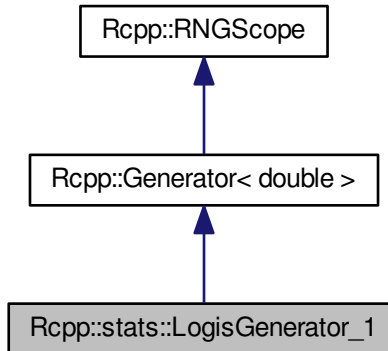 Rcpp::RNGScope
Rcpp::Generator< double >
Rcpp::stats::LogisGenerator_1